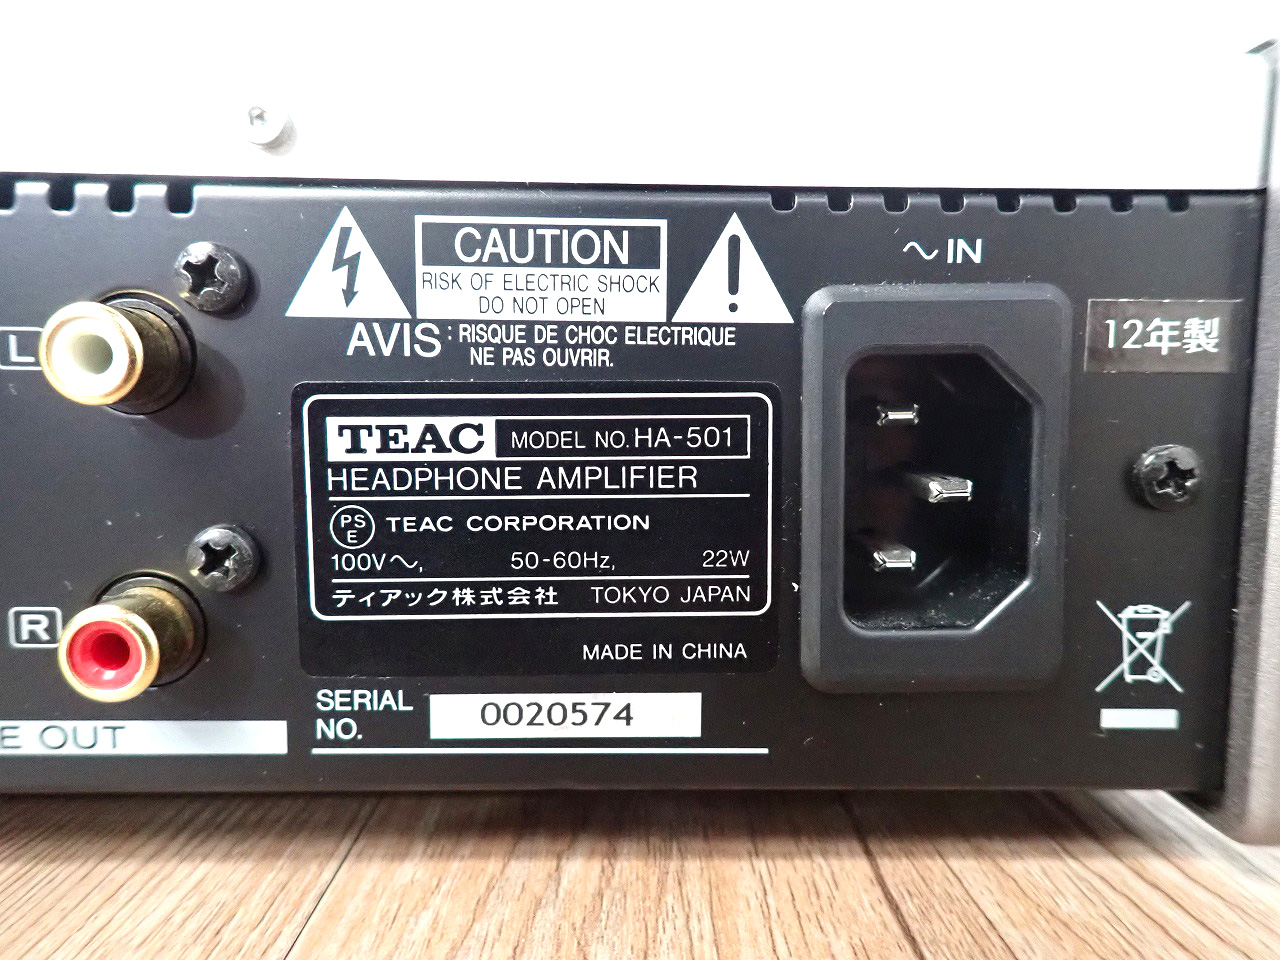 CAUTION
RISK OF ELECTRIC SHOCK
DO NOT OPEN
AVIS: RISQUE DE CHOC ELECTRIQUE
NE PAS OUVRIR.
∼ IN
12年製
L
TEAC MODEL NO. HA-501
HEADPHONE AMPLIFIER
PSE TEAC CORPORATION
100V∼, 50-60Hz, 22W
ティアック株式会社 TOKYO JAPAN
MADE IN CHINA
R
SERIAL NO. 0020574
E OUT